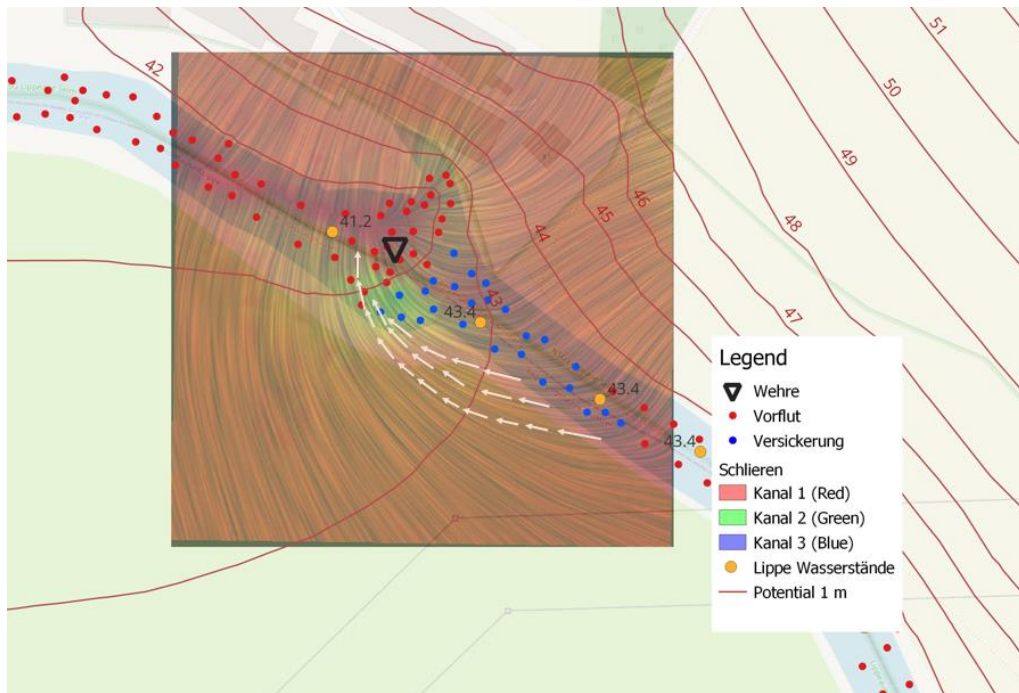 51
42
50
49
48
46
45
41.2
44
43
43.4
47
43.4
43.4
Legend
Wehre
Vorflut
Versickerung
Schlieren
Kanal 1 (Red)
Kanal 2 (Green)
Kanal 3 (Blue)
Lippe Wasserstände
Potential 1 m